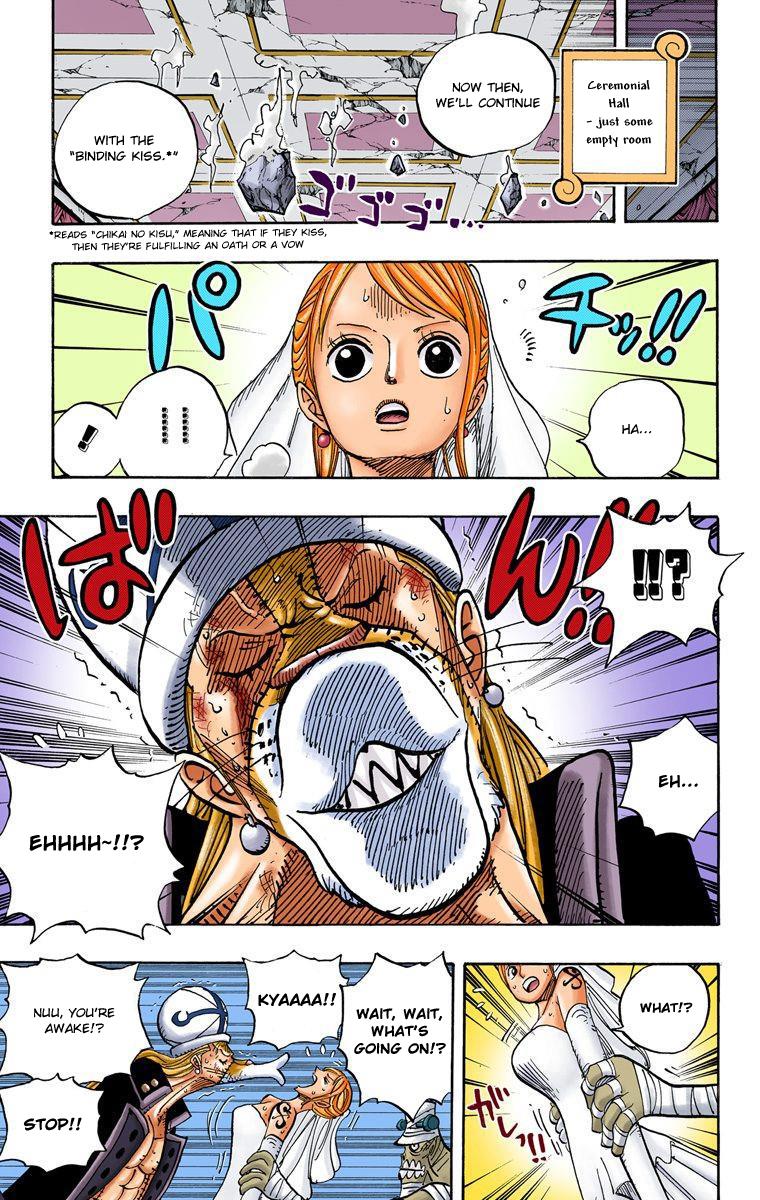 Ceremonial
Hall
- just some
empty room
NOW THEN,
WE'LL CONTINUE
WITH THE
"BINDING KISS.*"
ゴゴゴゴ...
*READS "CHIKAI NO KISU," MEANING THAT IF THEY KISS,
THEN THEY'RE FULFILLING AN OATH OR A VOW
パチッ!!
HA...
!!
!
ばん!!
!!?
EH...
EHHHH~!!?
WHAT!?
ガシッ!!
WAIT, WAIT,
WHAT'S
GOING ON!?
KYAAAA!!
NUU, YOU'RE
AWAKE!?
STOP!!